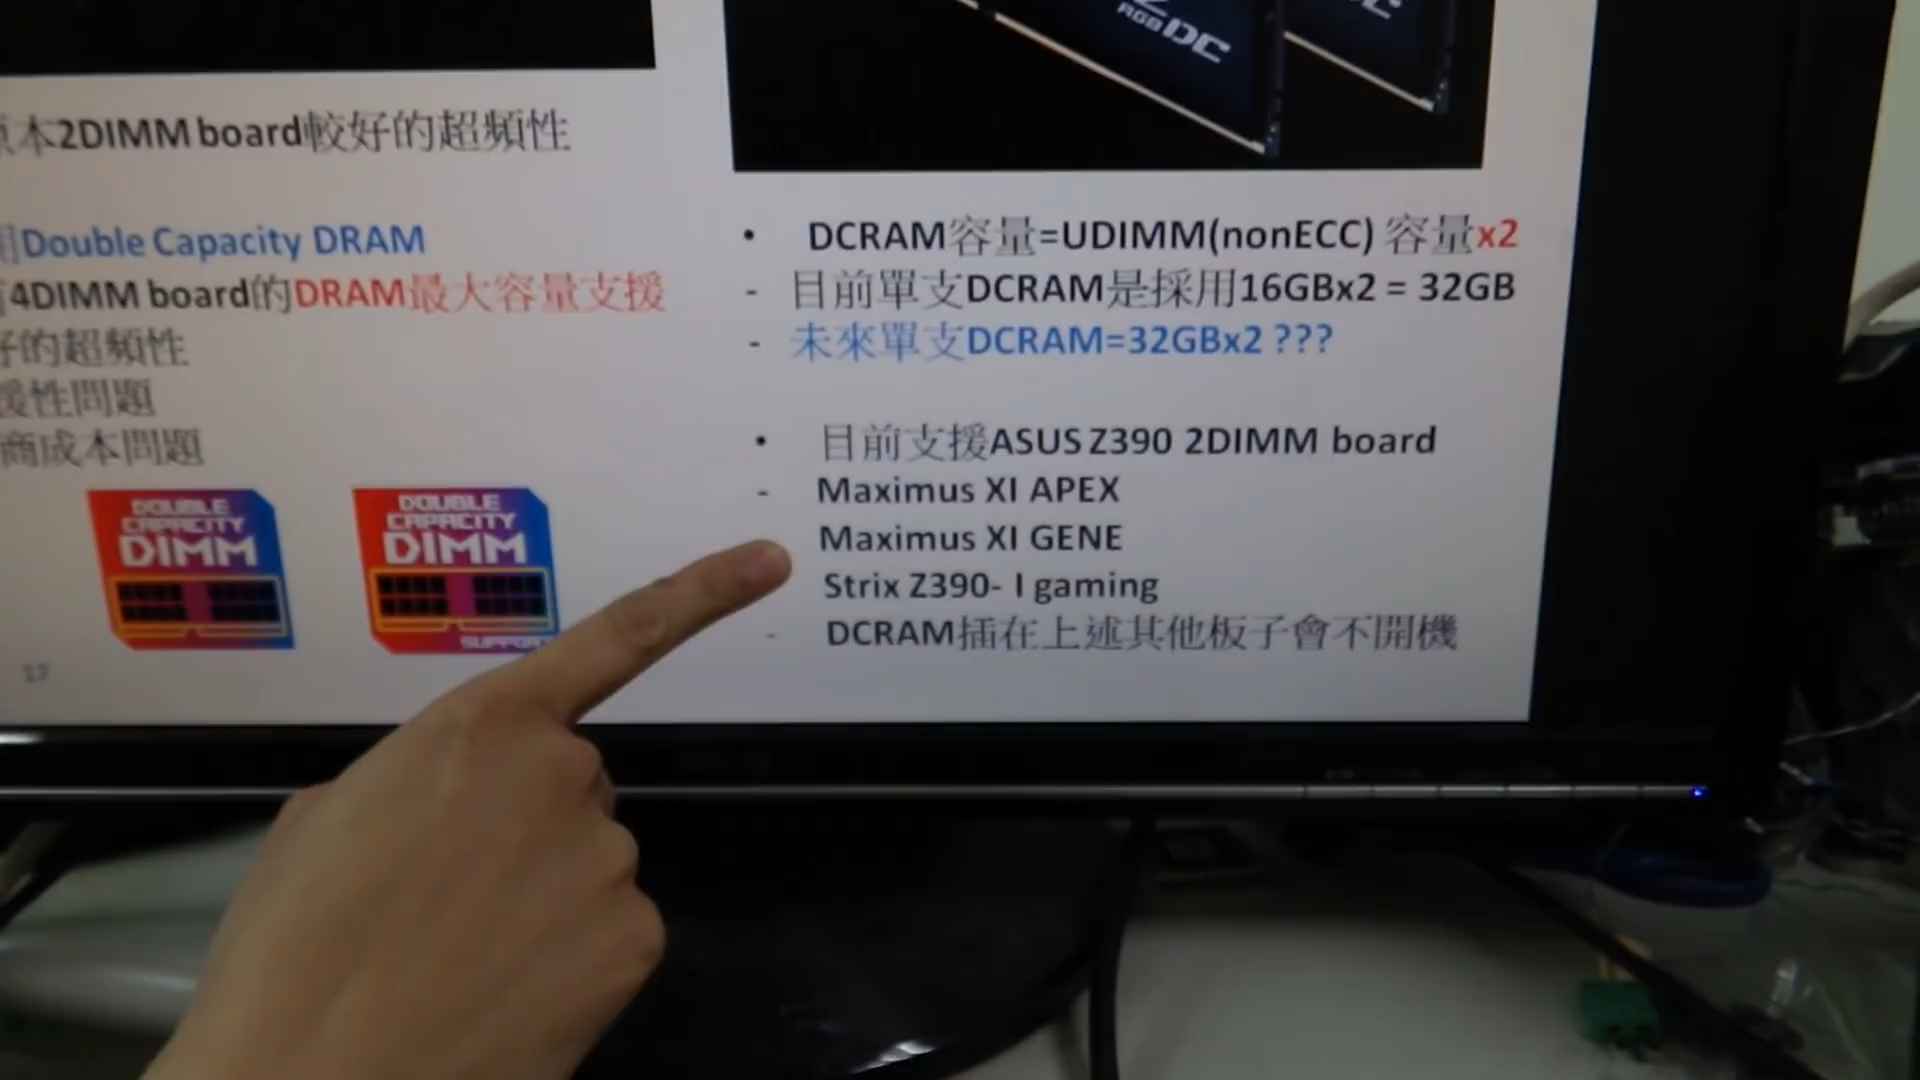 RGB DC
本2DIMM board較好的超頻性
Double Capacity DRAM
4DIMM board的DRAM最大容量支援
好的超頻性
援性問題
商成本問題
DOUBLE
CAPACITY
DIMM
DOUBLE
CAPACITY
DIMM
SUPPORT
17
• DCRAM容量=UDIMM(nonECC) 容量x2
- 目前單支DCRAM是採用16GBx2 = 32GB
- 未來單支DCRAM=32GBx2 ???
• 目前支援ASUS Z390 2DIMM board
- Maximus XI APEX
Maximus XI GENE
Strix Z390- I gaming
- DCRAM插在上述其他板子會不開機